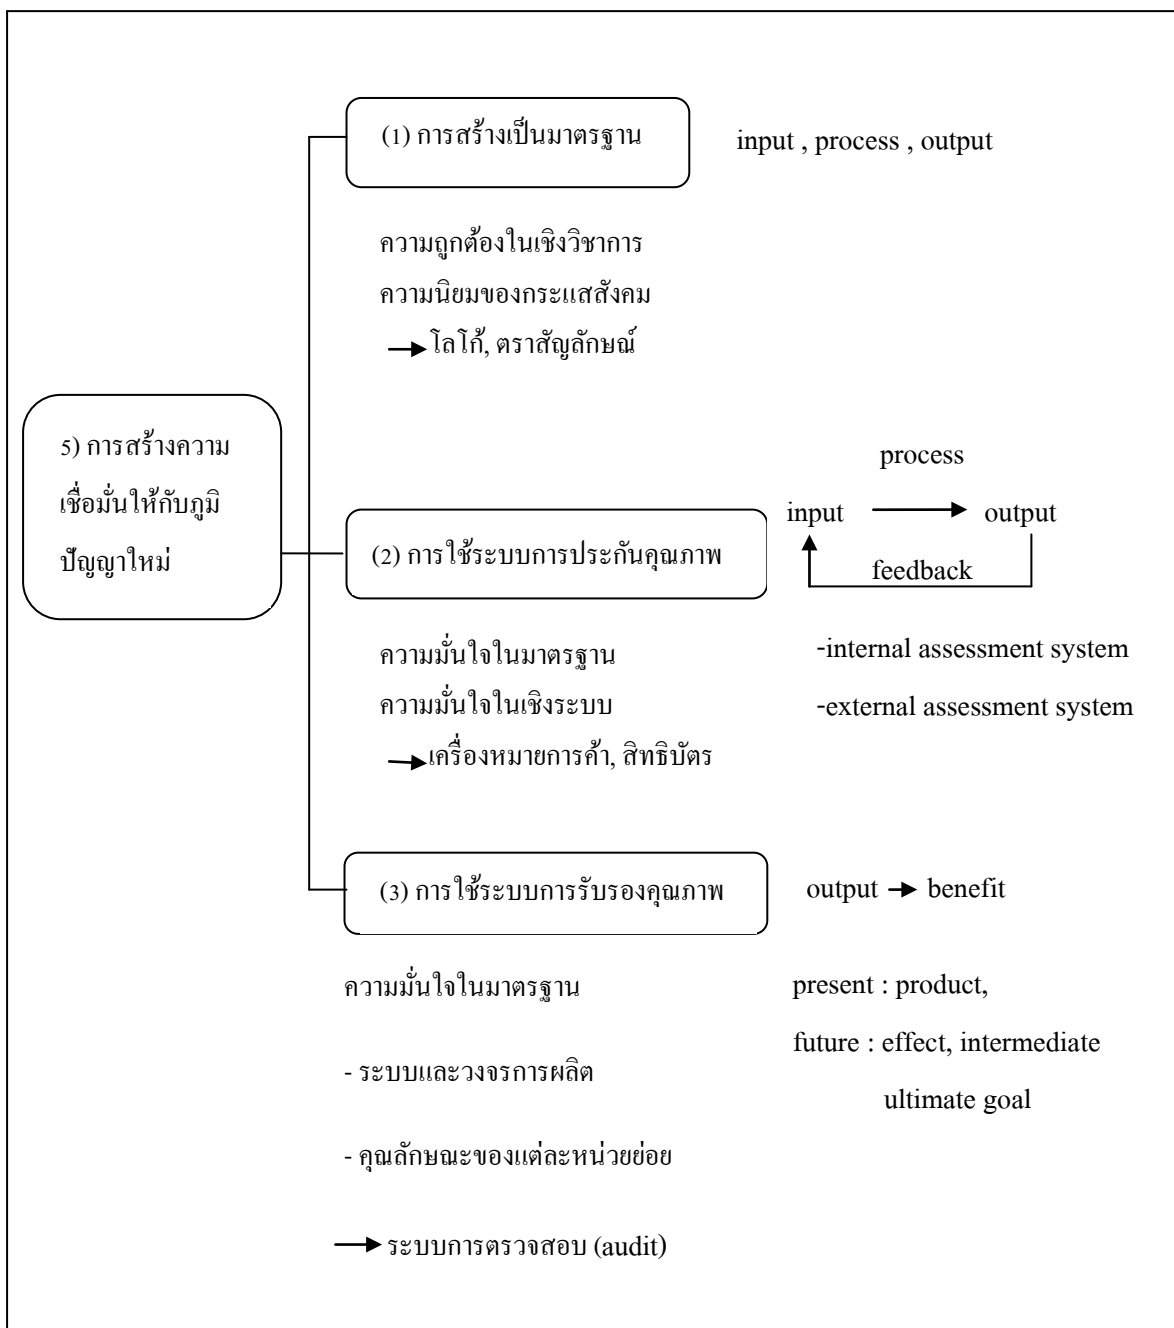 (1) การสร้างเป็นมาตรฐาน
input , process , output
ความถูกต้องในเชิงวิชาการ
ความนิยมของกระแสสังคม
โลโก้, ตราสัญลักษณ์
5) การสร้างความ
เชื่อมั่นให้กับภูมิ
ปัญญาใหม่
(2) การใช้ระบบการประกันคุณภาพ
process
input output
feedback
ความมั่นใจในมาตรฐาน
ความมั่นใจในเชิงระบบ
เครื่องหมายการค้า, สิทธิบัตร
-internal assessment system
-external assessment system
(3) การใช้ระบบการรับรองคุณภาพ
output → benefit
ความมั่นใจในมาตรฐาน
- ระบบและวงจรการผลิต
- คุณลักษณะของแต่ละหน่วยย่อย
ระบบการตรวจสอบ (audit)
present : product,
future : effect, intermediate
ultimate goal